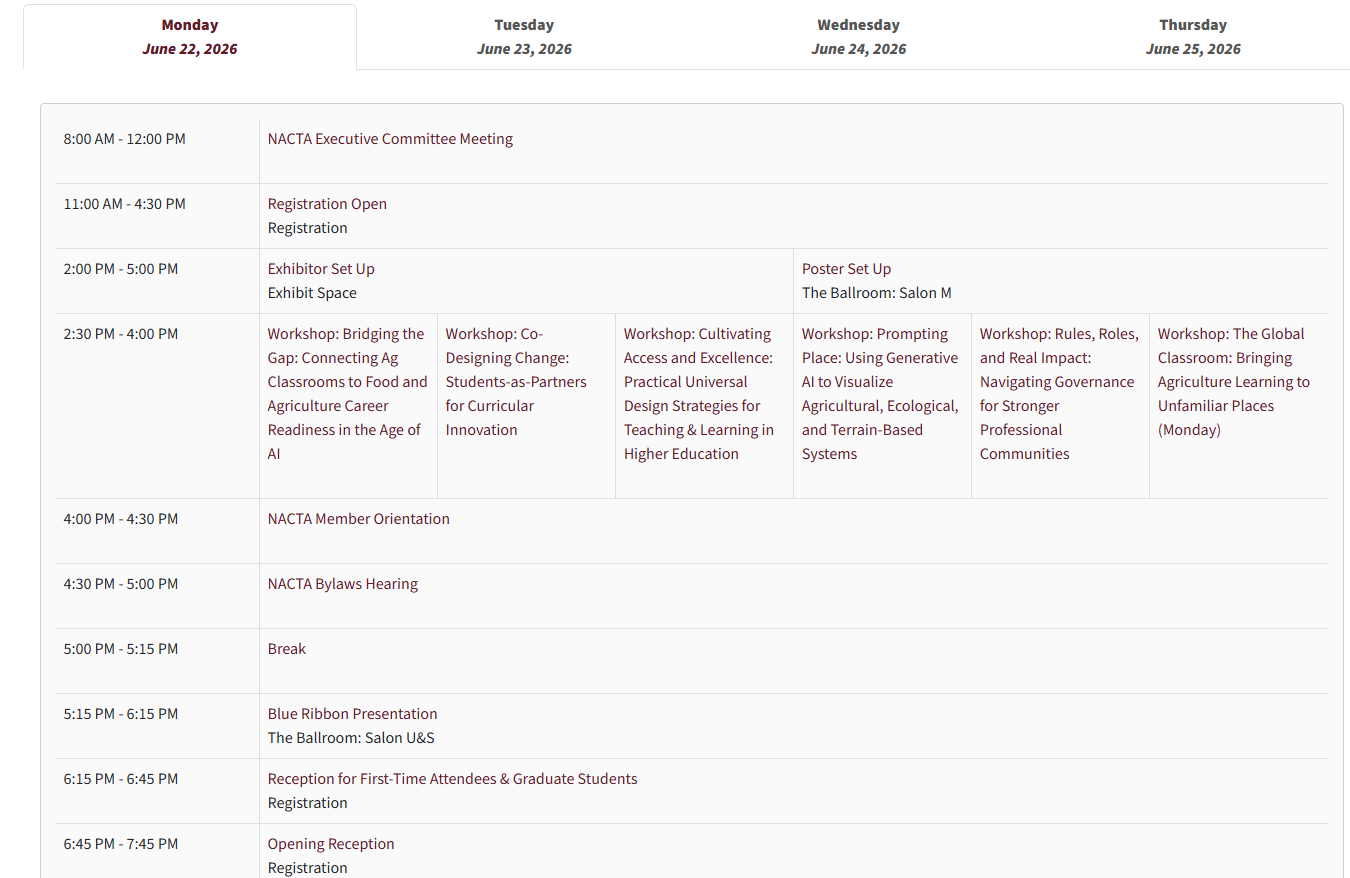 Monday
June 22, 2026
Tuesday
June 23, 2026
Wednesday
June 24, 2026
Thursday
June 25, 2026
8:00 AM - 12:00 PM
NACTA Executive Committee Meeting
11:00 AM - 4:30 PM
Registration Open
Registration
2:00 PM - 5:00 PM
Exhibitor Set Up
Exhibit Space
Poster Set Up
The Ballroom: Salon M
2:30 PM - 4:00 PM
Workshop: Bridging the
Gap: Connecting Ag
Classrooms to Food and
Agriculture Career
Readiness in the Age of
AI
Workshop: Co-
Designing Change:
Students-as-Partners
for Curricular
Innovation
Workshop: Cultivating
Access and Excellence:
Practical Universal
Design Strategies for
Teaching & Learning in
Higher Education
Workshop: Prompting
Place: Using Generative
AI to Visualize
Agricultural, Ecological,
and Terrain-Based
Systems
Workshop: Rules, Roles,
and Real Impact:
Navigating Governance
for Stronger
Professional
Communities
Workshop: The Global
Classroom: Bringing
Agriculture Learning to
Unfamiliar Places
(Monday)
4:00 PM - 4:30 PM
NACTA Member Orientation
4:30 PM - 5:00 PM
NACTA Bylaws Hearing
5:00 PM - 5:15 PM
Break
5:15 PM - 6:15 PM
Blue Ribbon Presentation
The Ballroom: Salon U&S
6:15 PM - 6:45 PM
Reception for First-Time Attendees & Graduate Students
Registration
6:45 PM - 7:45 PM
Opening Reception
Registration